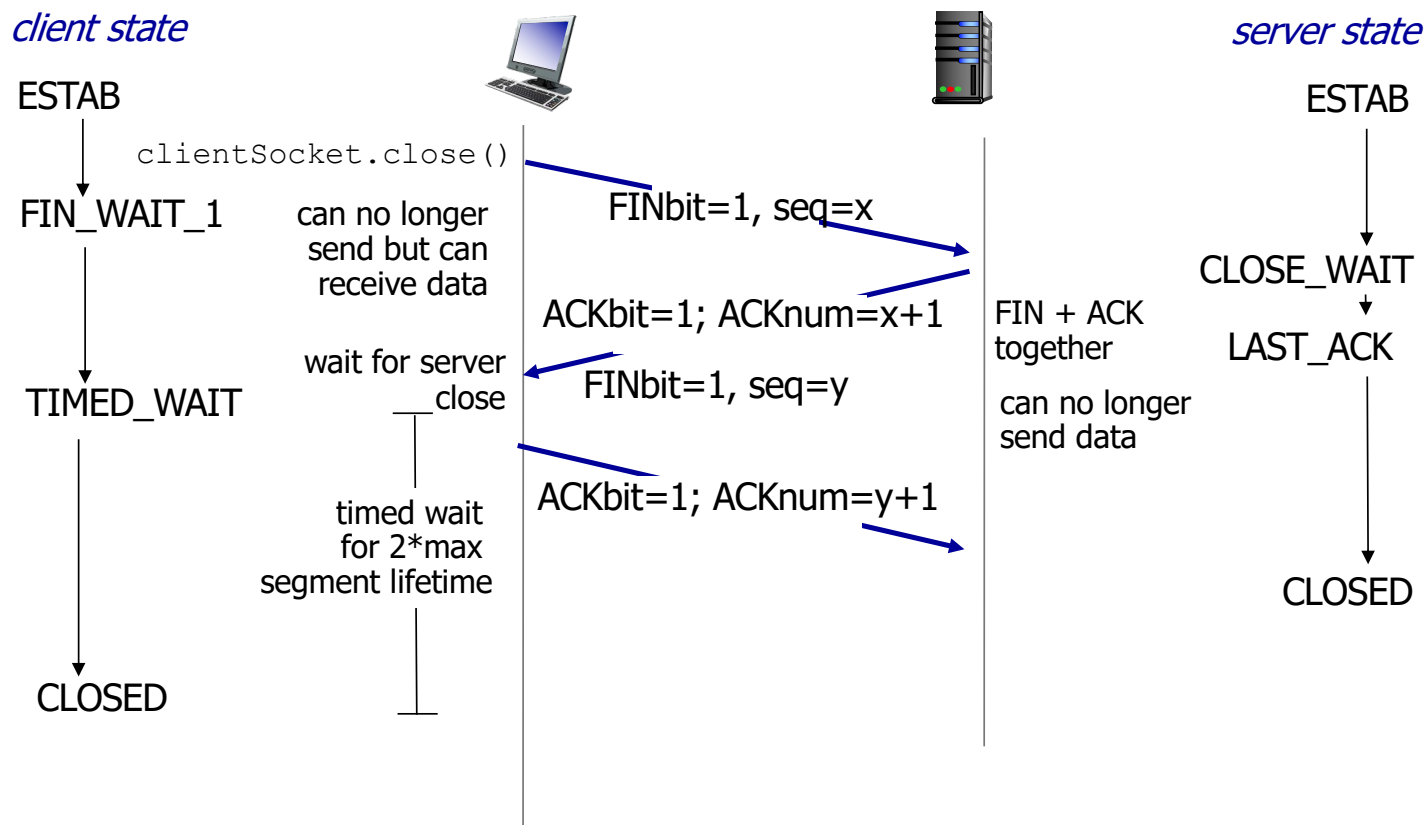 client state
server state
ESTAB
ESTAB
clientSocket.close()
FIN_WAIT_1
can no longer
send but can
receive data
FINbit=1, seq=x
CLOSE_WAIT
ACKbit=1; ACKnum=x+1
FIN + ACK
together
LAST_ACK
wait for server
close
FINbit=1, seq=y
TIMED_WAIT
can no longer
send data
ACKbit=1; ACKnum=y+1
timed wait
for 2*max
segment lifetime
CLOSED
CLOSED